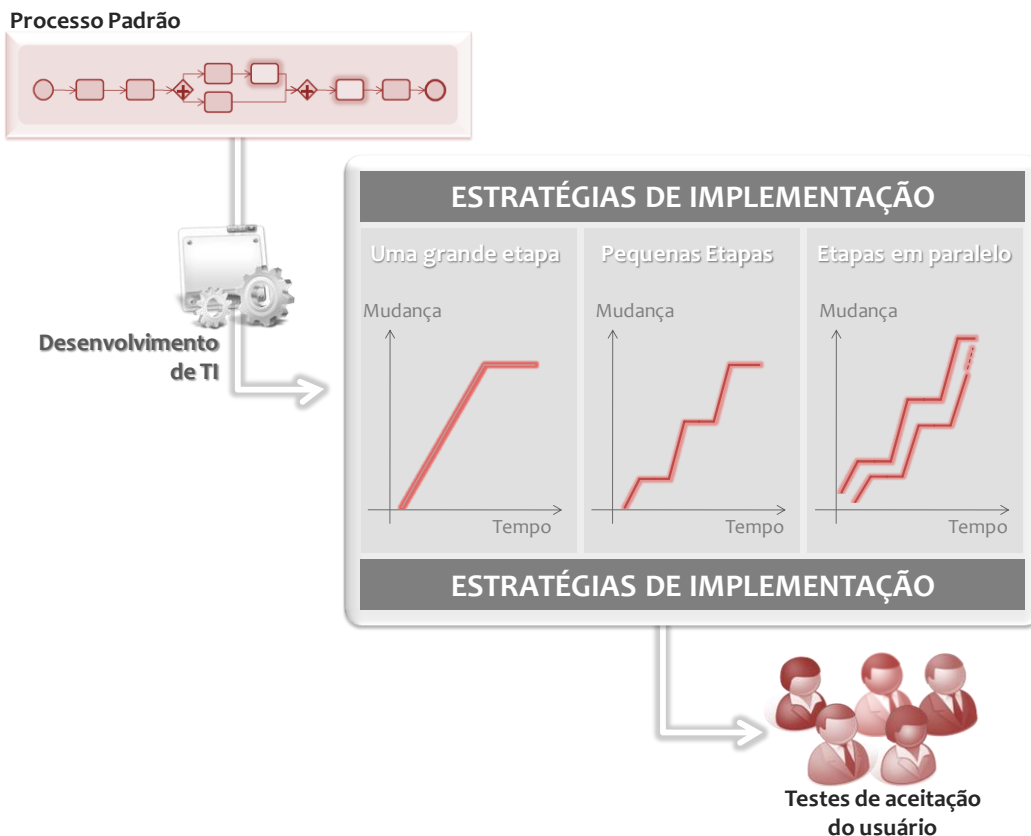 Processo Padrão
ESTRATÉGIAS DE IMPLEMENTAÇÃO
Uma grande etapa
Pequenas Etapas
Etapas em paralelo
Mudança
Mudança
Mudança
Desenvolvimento
de TI
Tempo
Tempo
Tempo
ESTRATÉGIAS DE IMPLEMENTAÇÃO
Testes de aceitação
do usuário